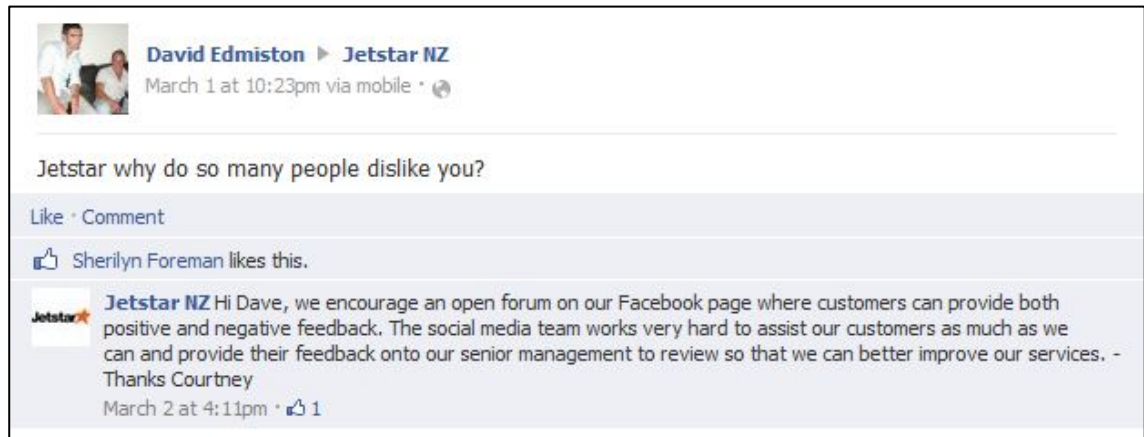 David Edmiston ▶ Jetstar NZ
March 1 at 10:23pm via mobile ·
Jetstar why do so many people dislike you?
Like · Comment
Sherilyn Foreman likes this.
Jetstar
Jetstar NZ Hi Dave, we encourage an open forum on our Facebook page where customers can provide both
positive and negative feedback. The social media team works very hard to assist our customers as much as we
can and provide their feedback onto our senior management to review so that we can better improve our services. -
Thanks Courtney
March 2 at 4:11pm · 1